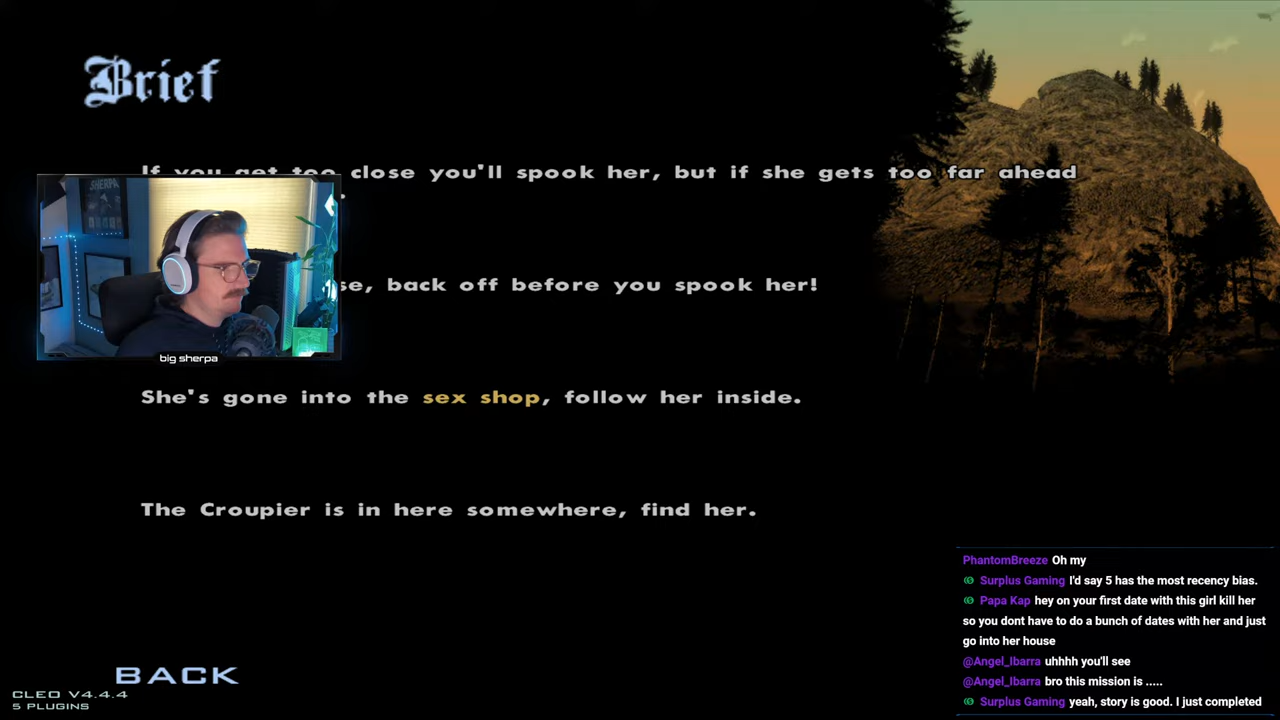 Brief
If you get too close you'll spook her, but if she gets too far ahead
back off before you spook her!
big sherpa
She's gone into the sex shop, follow her inside.
The Croupier is in here somewhere, find her.
BACK
CLEO V4.4.4
5 PLUGINS
PhantomBreeze Oh my
Surplus Gaming I'd say 5 has the most recency bias.
Papa Kap hey on your first date with this girl kill her
so you dont have to do a bunch of dates with her and just
go into her house
@Angel_Ibarra uhhhh you'll see
@Angel_Ibarra bro this mission is .....
Surplus Gaming yeah, story is good. I just completed